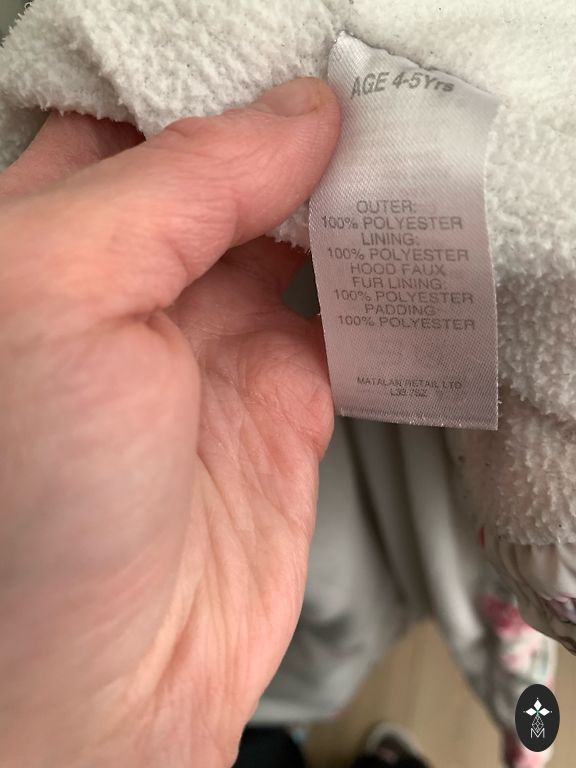 AGE 4-5Yrs
OUTER:
100% POLYESTER
LINING:
100% POLYESTER
HOOD FAUX
FUR LINING:
100% POLYESTER
PADDING:
100% POLYESTER
MATALAN RETAIL LTD
M